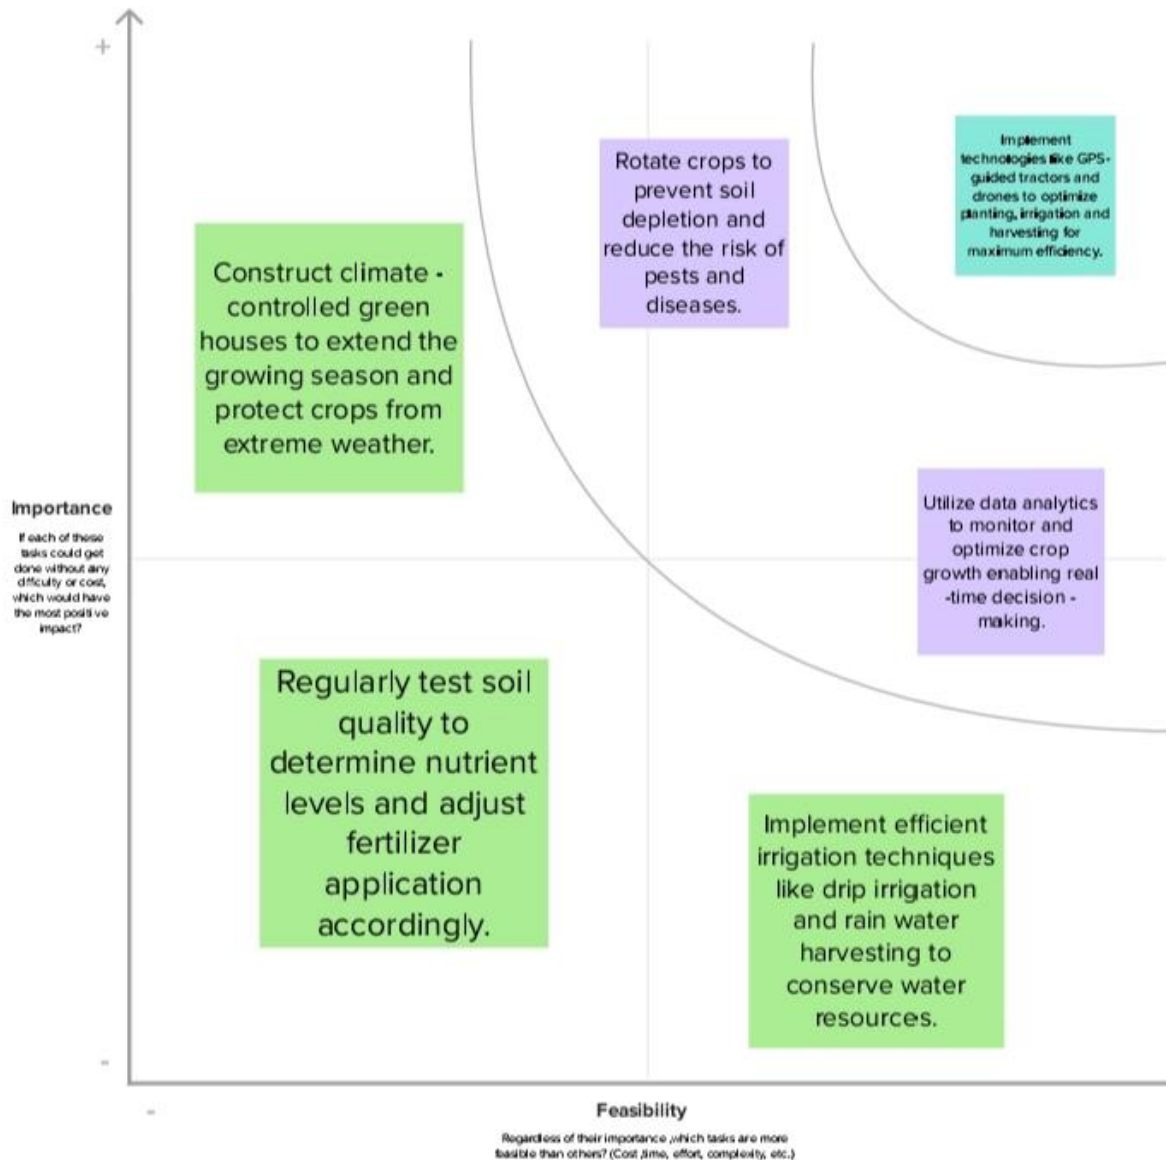 +
Implement
technologies like GPS-
guided tractors and
drones to optimize
planting, irrigation and
harvesting for
maximum efficiency.
Rotate crops to
prevent soil
depletion and
reduce the risk of
pests and
diseases.
Construct climate -
controlled green
houses to extend the
growing season and
protect crops from
extreme weather.
Importance
If each of these
tasks could get
done without any
difficulty or cost,
which would have
the most positive
impact?
Utilize data analytics
to monitor and
optimize crop
growth enabling real
-time decision -
making.
Regularly test soil
quality to
determine nutrient
levels and adjust
fertilizer
application
accordingly.
Implement efficient
irrigation techniques
like drip irrigation
and rain water
harvesting to
conserve water
resources.
-
-
Feasibility
Regardless of their importance ,which tasks are more
feasible than others? (Cost ,time, effort, complexity, etc.)